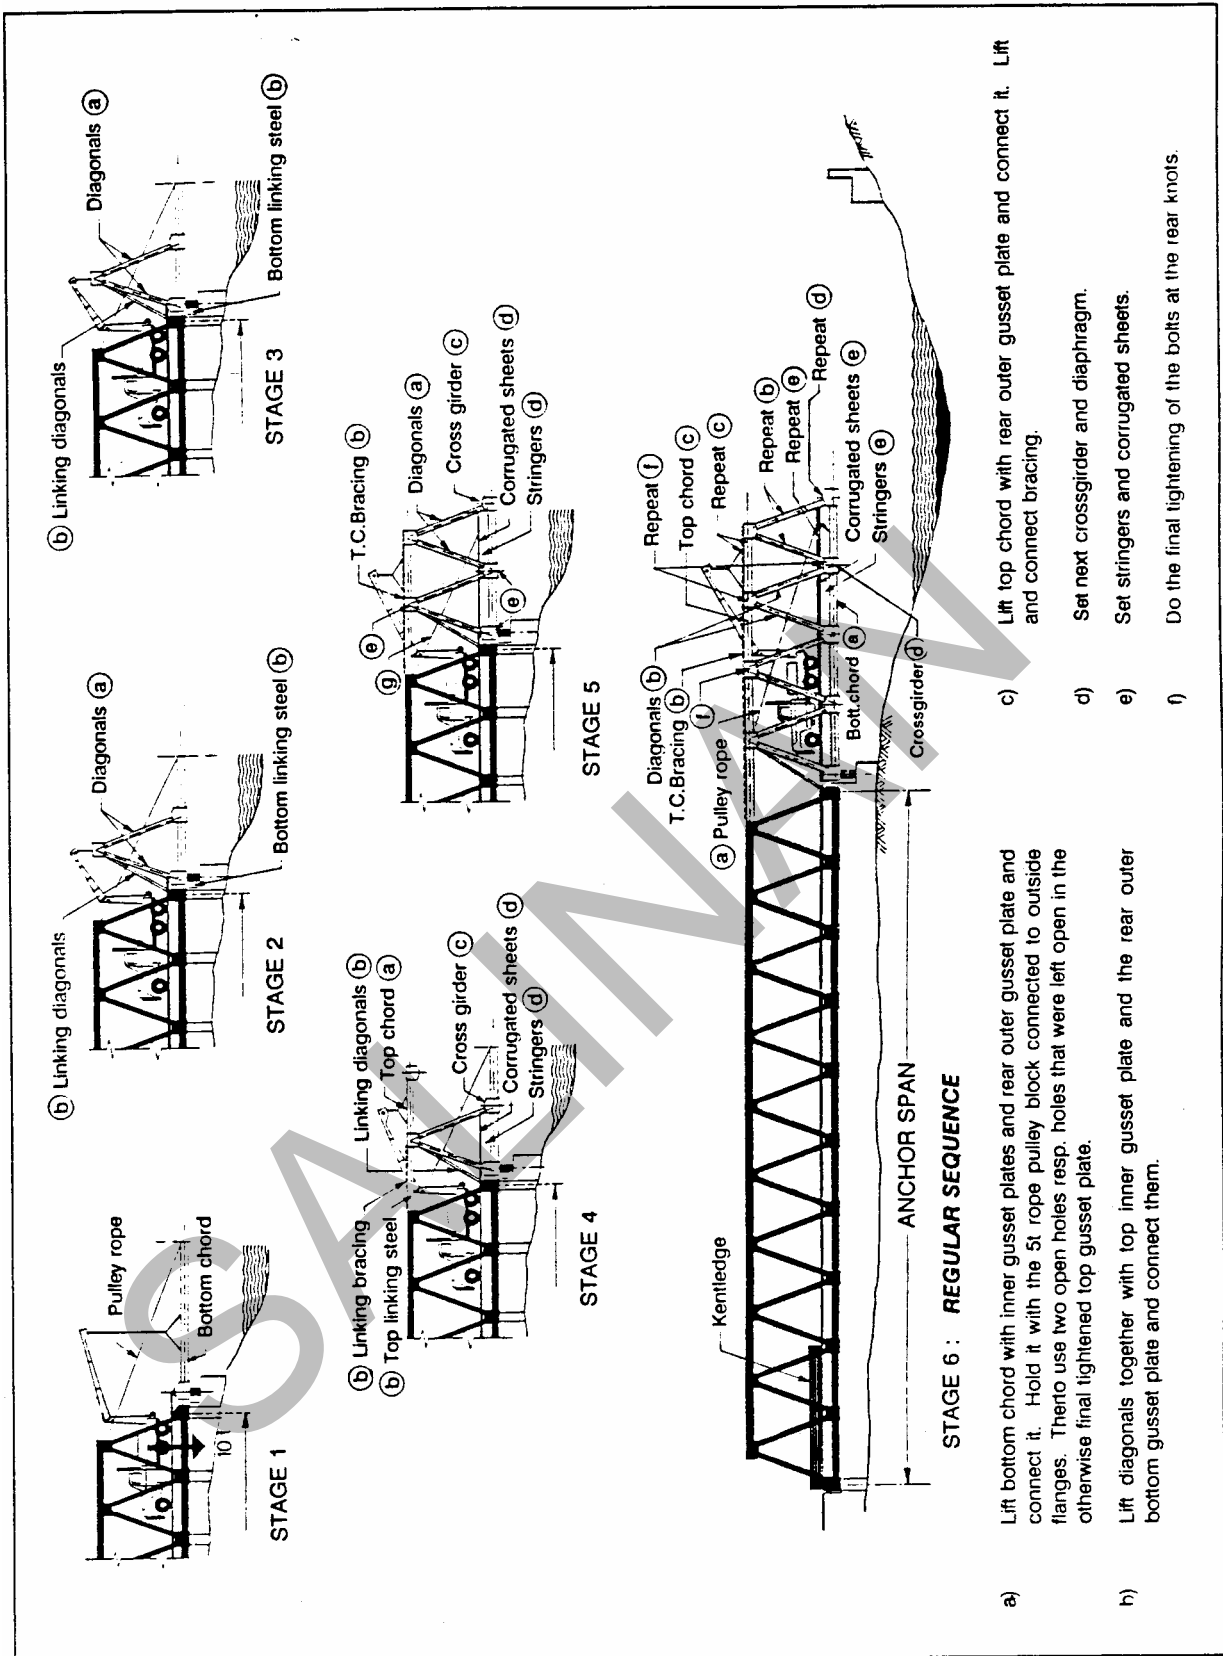 STAGE 1
Pulley rope
Bottom chord
10 t
STAGE 2
(b) Linking diagonals
Diagonals (a)
Bottom linking steel (b)
STAGE 3
(b) Linking diagonals
Diagonals (a)
Bottom linking steel (b)
STAGE 4
(b) Linking bracing
(b) Top linking steel
Linking diagonals (b)
Top chord (a)
Cross girder (c)
Corrugated sheets (d)
Stringers (d)
STAGE 5
T.C.Bracing (b)
Diagonals (a)
Cross girder (c)
Corrugated sheets (d)
Stringers (d)
(g)
(e)
(e)
Kentledge
ANCHOR SPAN
(a) Pulley rope
Diagonals (b)
T.C.Bracing (b)
(f)
Repeat (f)
Top chord (c)
Repeat (c)
Repeat (b)
Repeat (e)
Repeat (d)
Corrugated sheets (e)
Stringers (e)
Bott.chord (a)
Crossgirder (d)
STAGE 6 : REGULAR SEQUENCE
a) Lift bottom chord with inner gusset plates and rear outer gusset plate and
connect it. Hold it with the 5t rope pulley block connected to outside
flanges. Therto use two open holes resp. holes that were left open in the
otherwise final tightened top gusset plate.
h) Lift diagonals together with top inner gusset plate and the rear outer
bottom gusset plate and connect them.
c) Lift top chord with rear outer gusset plate and connect it. Lift
and connect bracing.
d) Set next crossgirder and diaphragm.
e) Set stringers and corrugated sheets.
f) Do the final tightening of the bolts at the rear knots.
SALINAN